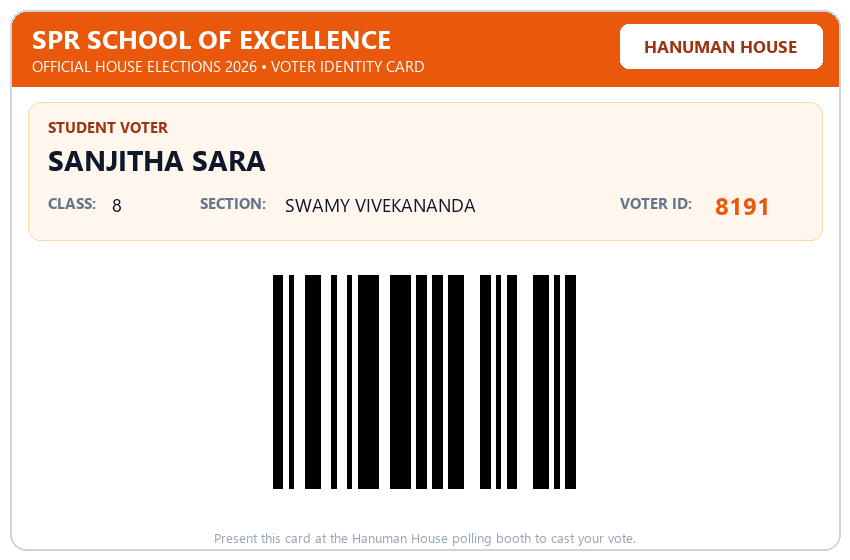 SPR SCHOOL OF EXCELLENCE
OFFICIAL HOUSE ELECTIONS 2026 • VOTER IDENTITY CARD
HANUMAN HOUSE
STUDENT VOTER
SANJITHA SARA
CLASS: 8 SECTION: SWAMY VIVEKANANDA VOTER ID: 8191
Present this card at the Hanuman House polling booth to cast your vote.